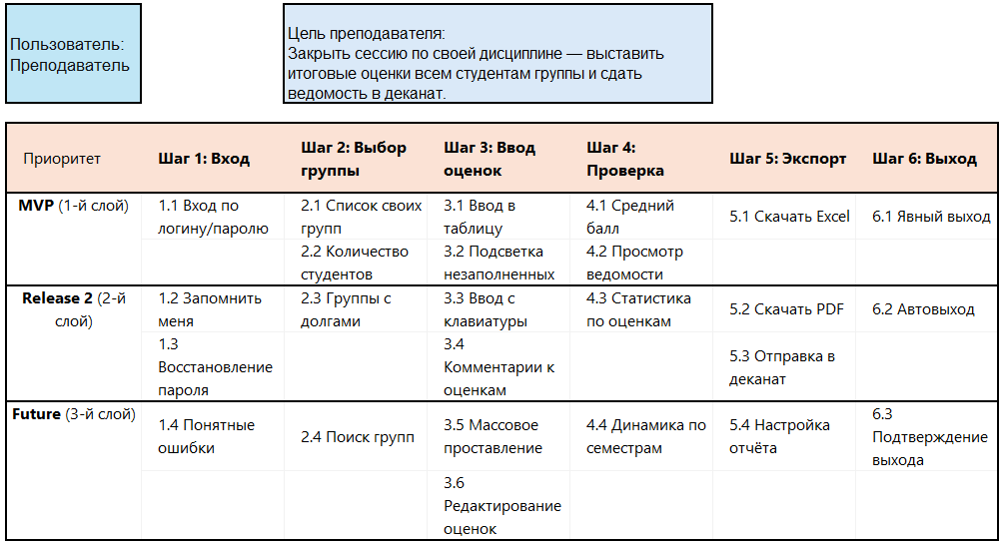 Пользователь:
Преподаватель
Цель преподавателя:
Закрыть сессию по своей дисциплине — выставить
итоговые оценки всем студентам группы и сдать
ведомость в деканат.
Приоритет
Шаг 1: Вход
Шаг 2: Выбор
группы
Шаг 3: Ввод
оценок
Шаг 4:
Проверка
Шаг 5: Экспорт
Шаг 6: Выход
MVP (1-й слой)
1.1 Вход по
логину/паролю
2.1 Список своих
групп
3.1 Ввод в
таблицу
4.1 Средний
балл
5.1 Скачать Excel
6.1 Явный выход
2.2 Количество
студентов
3.2 Подсветка
незаполненных
4.2 Просмотр
ведомости
Release 2 (2-й
слой)
1.2 Запомнить
меня
2.3 Группы с
долгами
3.3 Ввод с
клавиатуры
4.3 Статистика
по оценкам
5.2 Скачать PDF
6.2 Автовыход
1.3
Восстановление
пароля
3.4
Комментарии к
оценкам
5.3 Отправка в
деканат
Future (3-й слой)
1.4 Понятные
ошибки
2.4 Поиск групп
3.5 Массовое
проставление
4.4 Динамика по
семестрам
5.4 Настройка
отчёта
6.3
Подтверждение
выхода
3.6
Редактирование
оценок